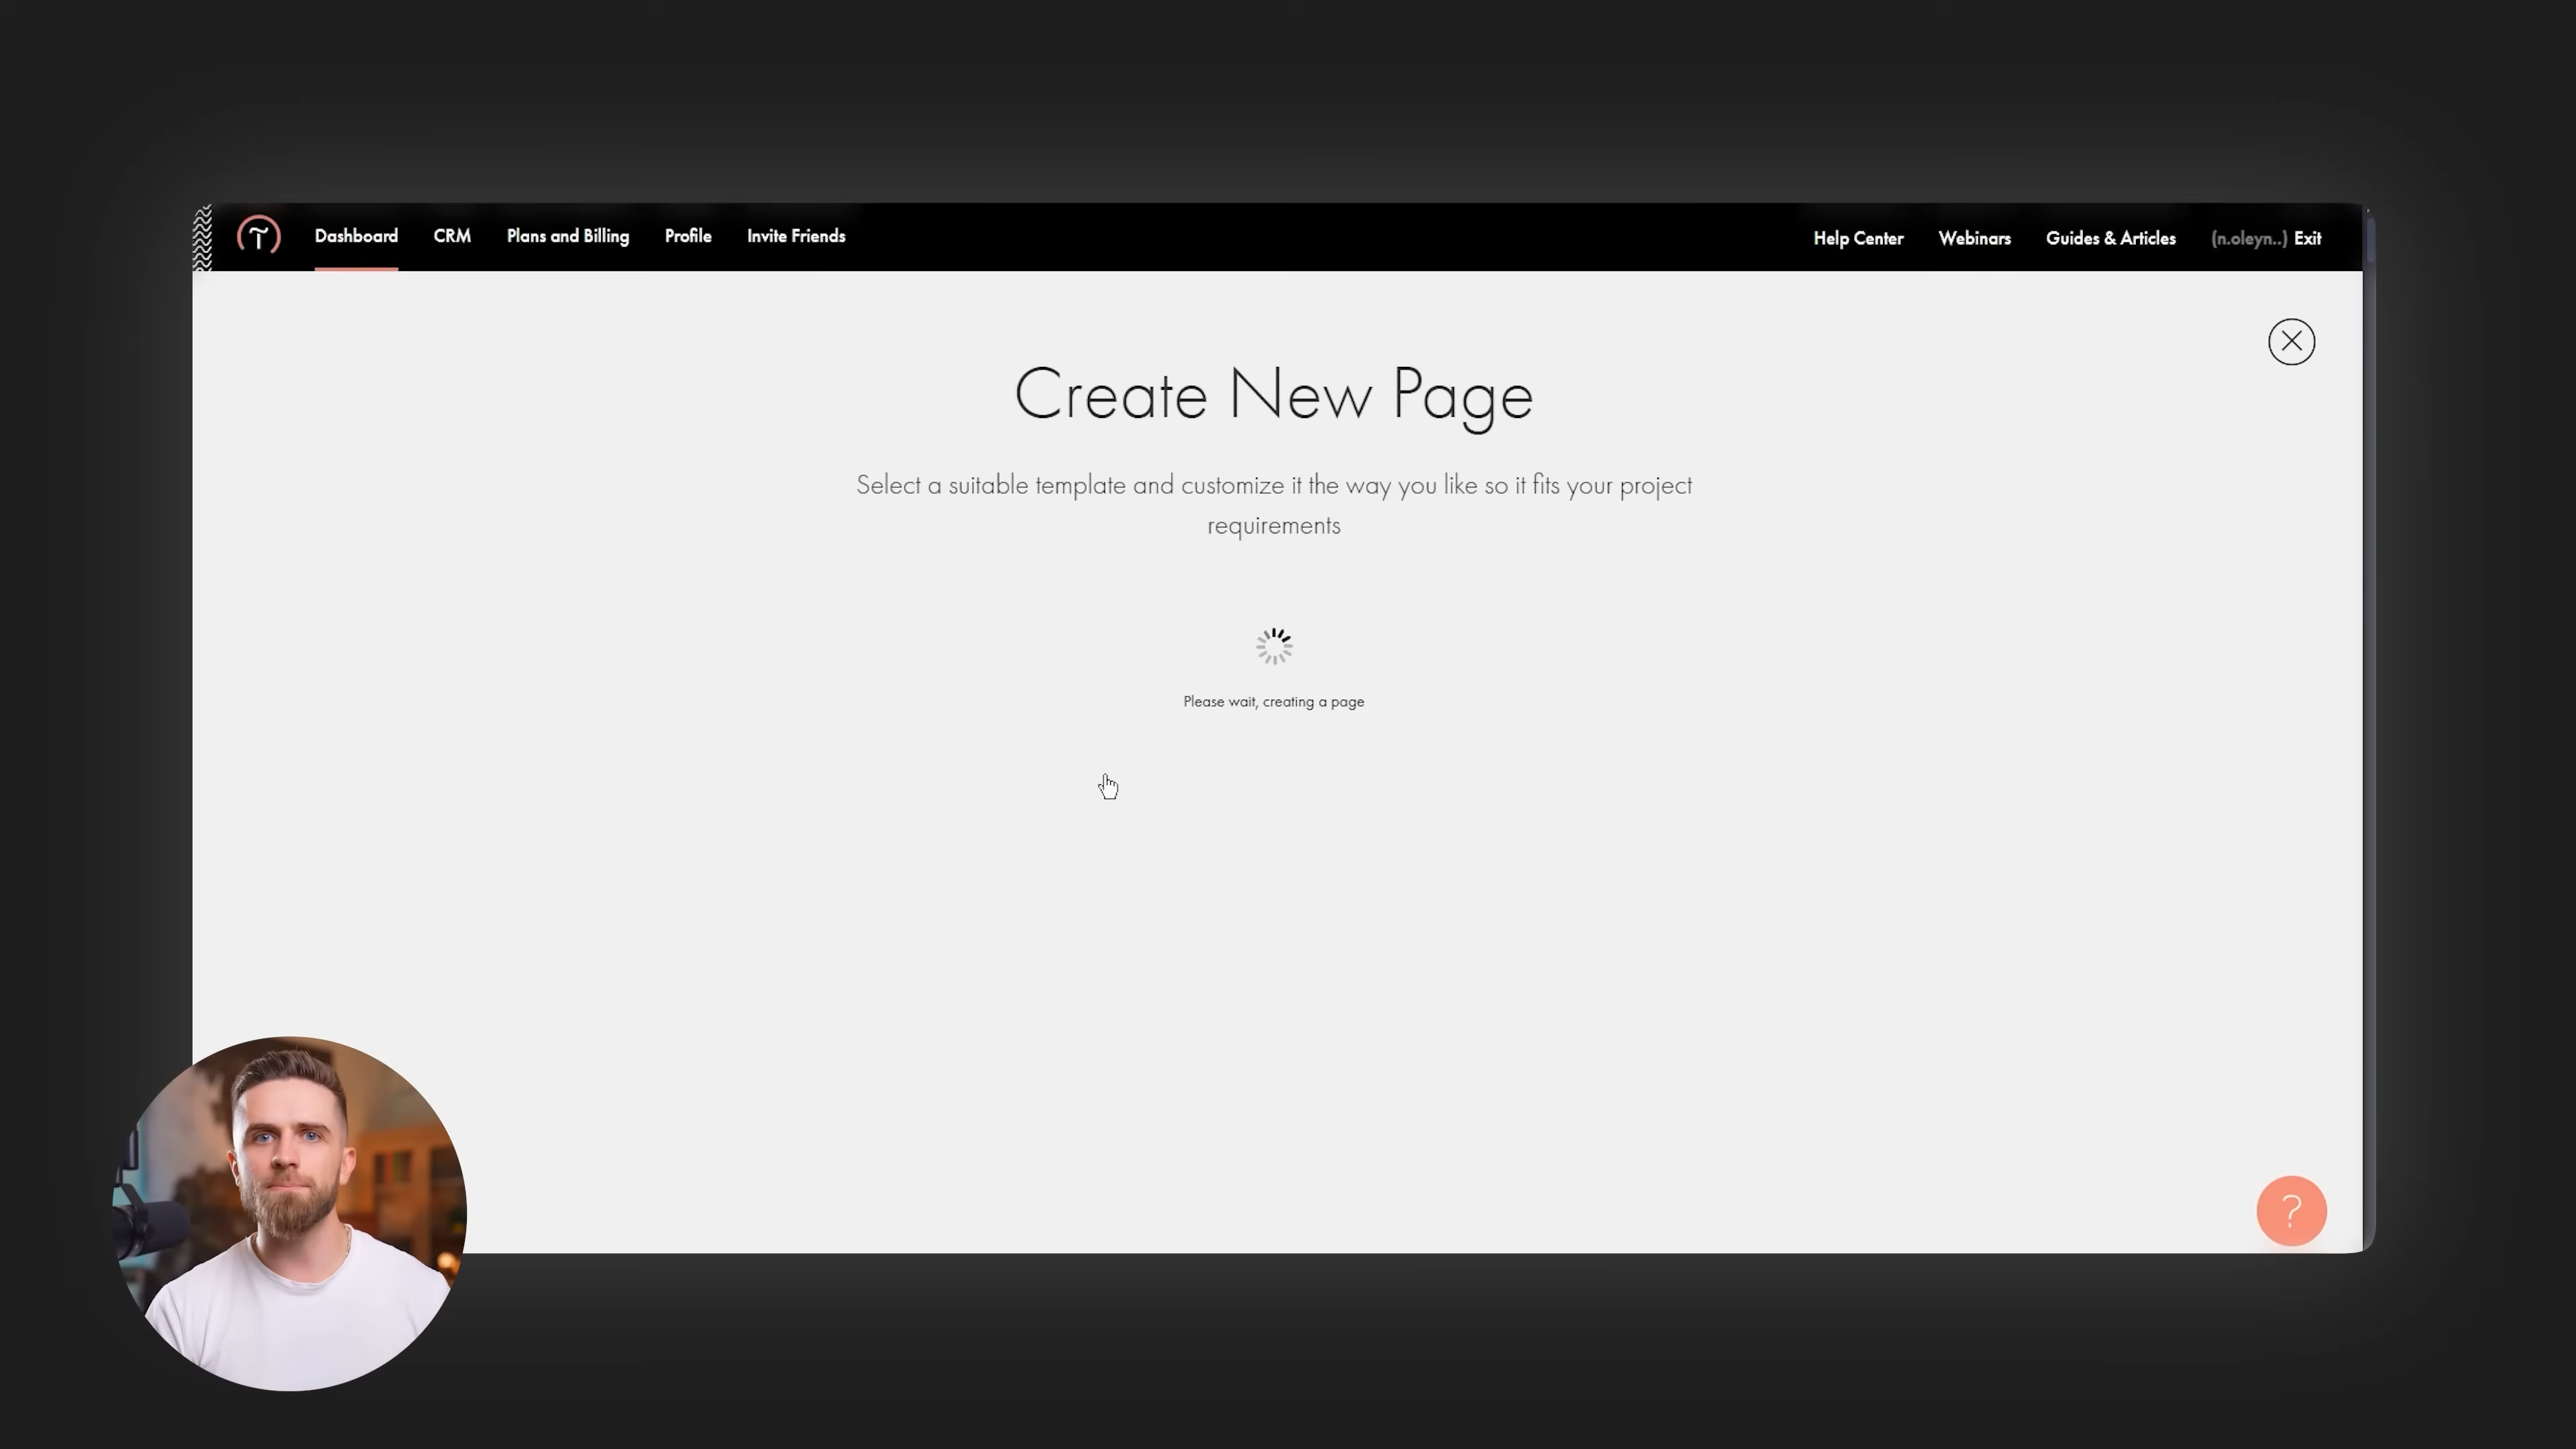 Dashboard CRM Plans and Billing Profile Invite Friends Help Center Webinars Guides & Articles (n.oleyn..) Exit
Create New Page
Select a suitable template and customize it the way you like so it fits your project
requirements
Please wait, creating a page
?